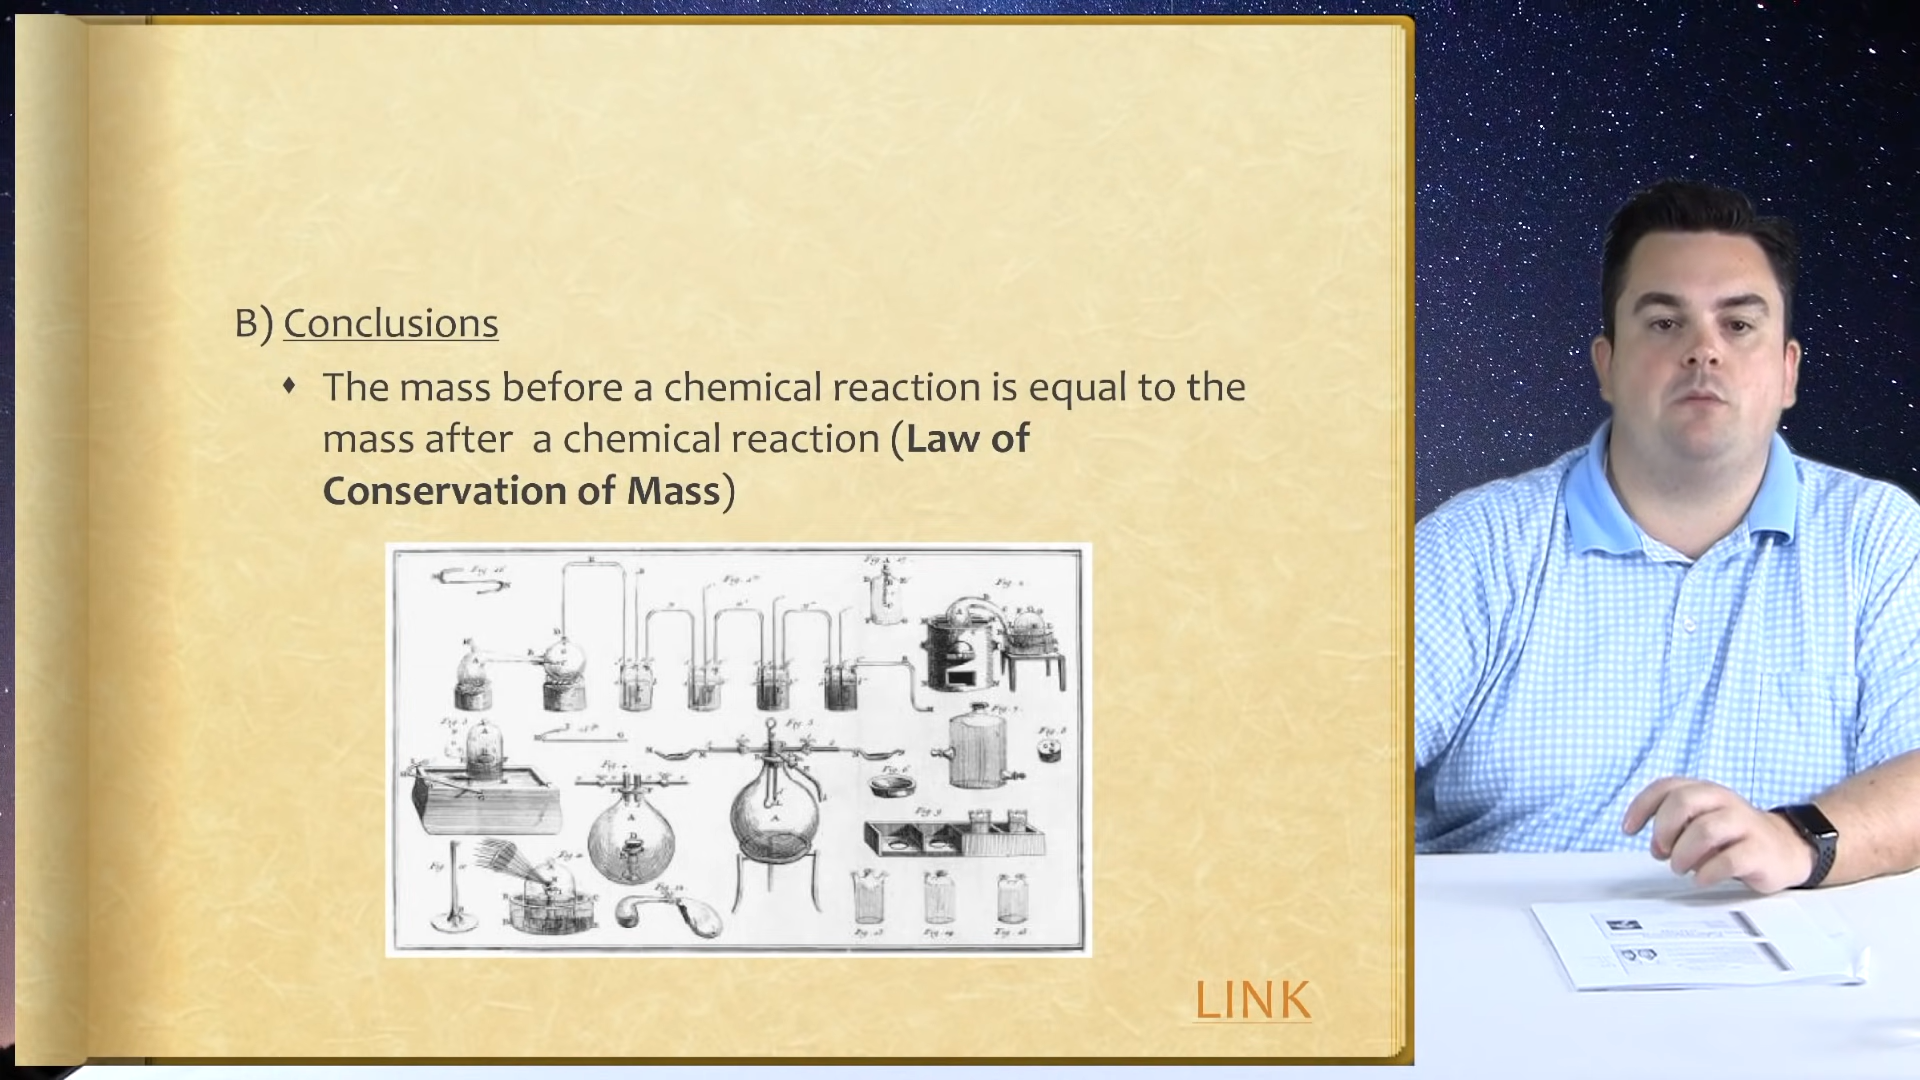 B) Conclusions
♦ The mass before a chemical reaction is equal to the
mass after  a chemical reaction (Law of
Conservation of Mass)
LINK